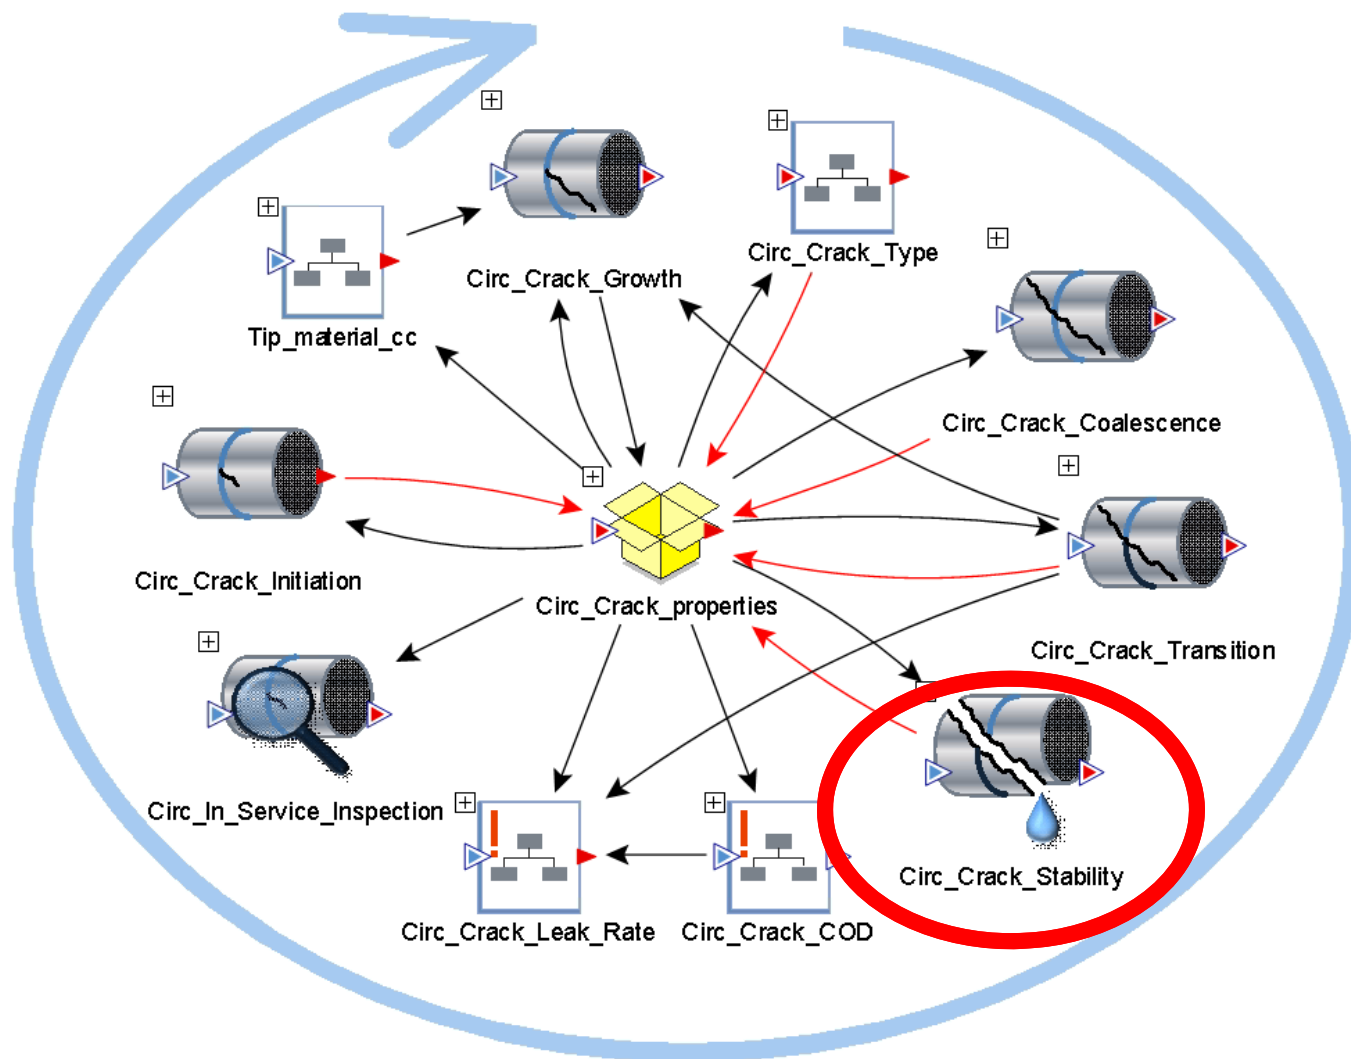 Circ_Crack_Type
Circ_Crack_Growth
Tip_material_cc
Circ_Crack_Coalescence
Circ_Crack_Initiation
Circ_Crack_properties
Circ_Crack_Transition
Circ_In_Service_Inspection
Circ_Crack_Stability
Circ_Crack_Leak_Rate
Circ_Crack_COD